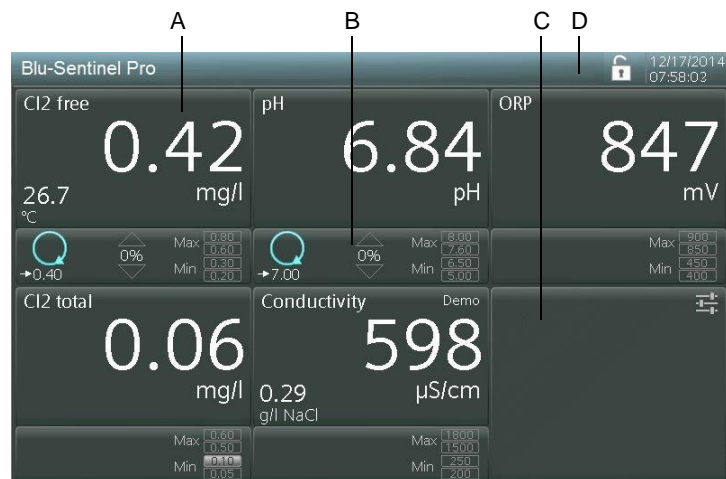 A B C D
Blu-Sentinel Pro
12/17/2014
07:58:03
Cl2 free
0.42
mg/l
26.7
°C
pH
6.84
pH
ORP
847
mV
→0.40
0%
Max 0.80
0.60
Min 0.30
0.20
→7.00
0%
Max 8.00
7.60
Min 6.50
5.00
Max 900
850
Min 450
400
Cl2 total
0.06
mg/l
Conductivity
Demo
598
µS/cm
0.29
g/l NaCl
Max 0.60
0.50
Min 0.10
0.05
Max 1800
1500
Min 250
200